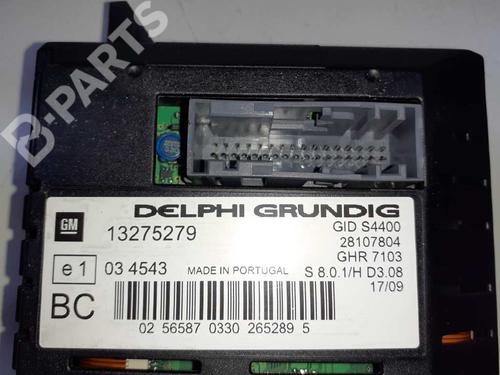 B-PARTS
DELPHI GRUNDIG
GM
13275279
GID S4400
28107804
GHR 7103
e 1
03 4543
MADE IN PORTUGAL
S 8.0.1/H D3.08
17/09
BC
02 56587 0330 265289 5